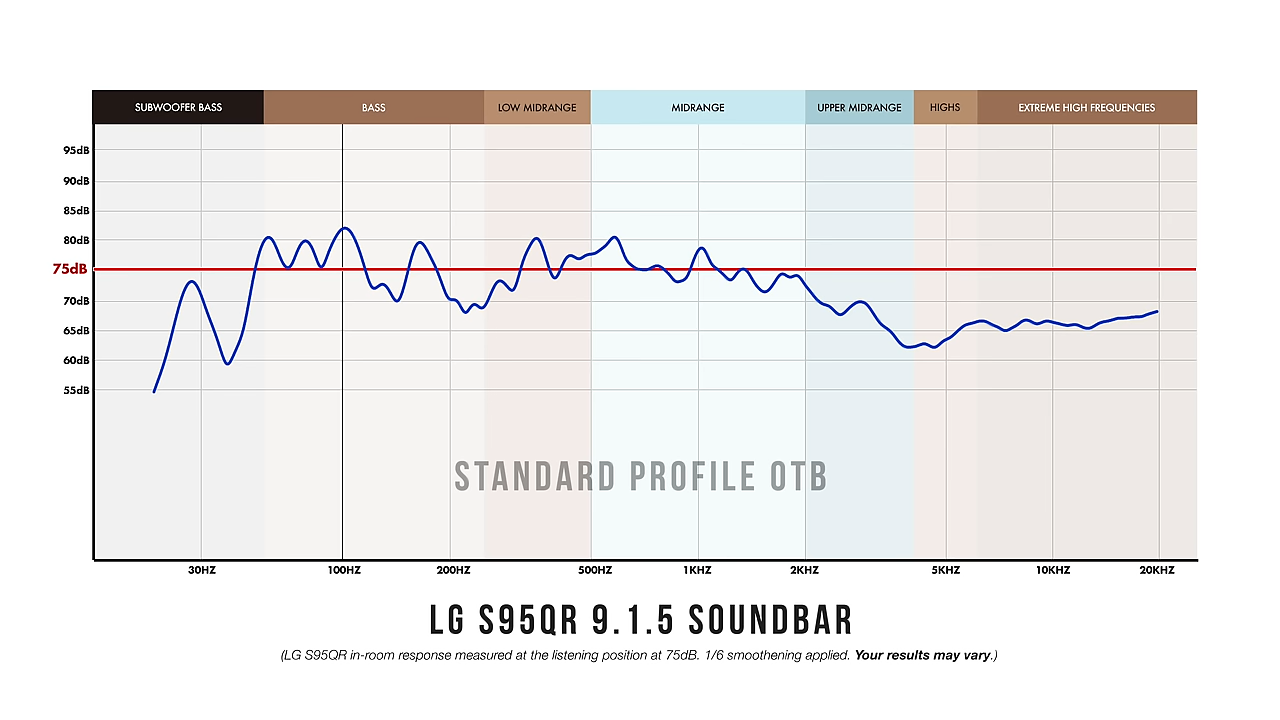 SUBWOOFER BASS BASS LOW MIDRANGE MIDRANGE UPPER MIDRANGE HIGHS EXTREME HIGH FREQUENCIES
95dB
90dB
85dB
80dB
75dB
70dB
65dB
60dB
55dB
STANDARD PROFILE OTB
30HZ 100HZ 200HZ 500HZ 1KHZ 2KHZ 5KHZ 10KHZ 20KHZ
LG S95QR 9.1.5 SOUNDBAR
(LG S95QR in-room response measured at the listening position at 75dB. 1/6 smoothening applied. Your results may vary.)